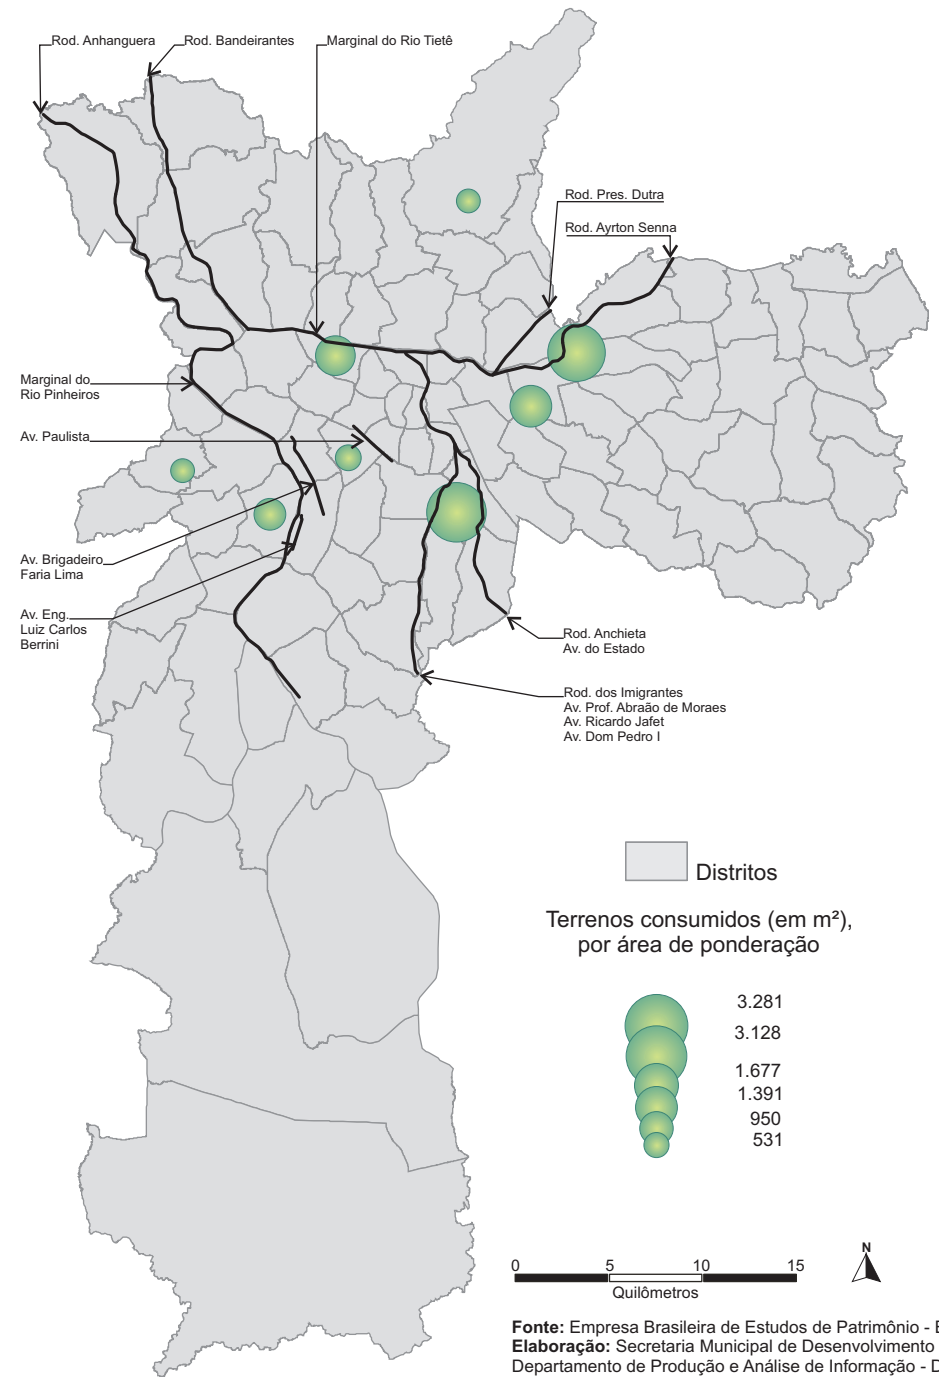 Rod. Anhanguera
Rod. Bandeirantes
Marginal do Rio Tietê
Rod. Pres. Dutra
Rod. Ayrton Senna
Marginal do
Rio Pinheiros
Av. Paulista
Av. Brigadeiro
Faria Lima
Av. Eng.
Luiz Carlos
Berrini
Rod. Anchieta
Av. do Estado
Rod. dos Imigrantes
Av. Prof. Abraão de Moraes
Av. Ricardo Jafet
Av. Dom Pedro I
Distritos
Terrenos consumidos (em m²),
por área de ponderação
3.281
3.128
1.677
1.391
950
531
N
0 5 10 15
Quilômetros
Fonte: Empresa Brasileira de Estudos de Patrimônio -
Elaboração: Secretaria Municipal de Desenvolvimento
Departamento de Produção e Análise de Informação -